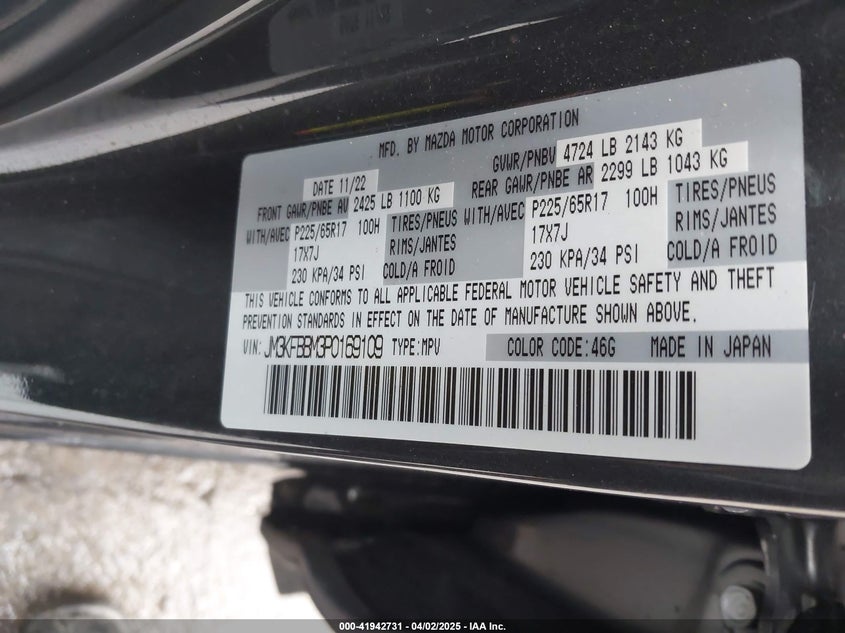 MFD. BY MAZDA MOTOR CORPORATION
DATE 11/22 GVWR/PNBV 4724 LB 2143 KG
FRONT GAWR/PNBE AV 2425 LB 1100 KG REAR GAWR/PNBE AR 2299 LB 1043 KG
WITH/AVEC P225/65R17 100H TIRES/PNEUS WITH/AVEC P225/65R17 100H TIRES/PNEUS
17X7J RIMS/JANTES 17X7J RIMS/JANTES
230 KPA/34 PSI COLD/A FROID 230 KPA/34 PSI COLD/A FROID
THIS VEHICLE CONFORMS TO ALL APPLICABLE FEDERAL MOTOR VEHICLE SAFETY AND THEFT
PREVENTION STANDARDS IN EFFECT ON THE DATE OF MANUFACTURE SHOWN ABOVE.
VIN: JM3KFBBM3P0169109 TYPE:MPV COLOR CODE:46G MADE IN JAPAN
000-41942731 - 04/02/2025 - IAA Inc.